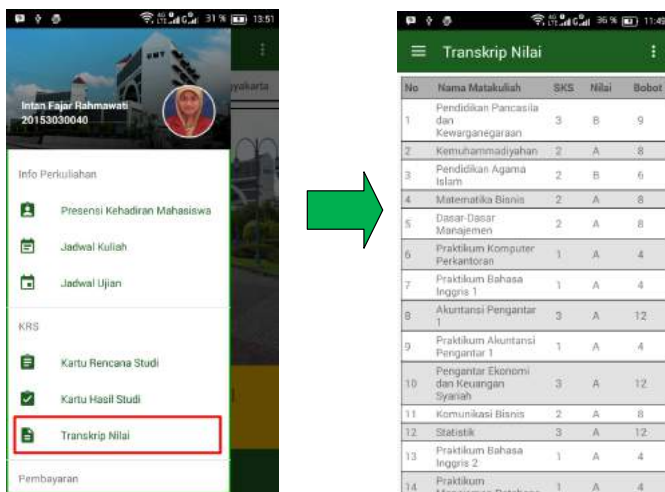 31 % 13:51
UMY
yakarta
Intan Fajar Rahmawati
20153030040
Info Perkuliahan
Presensi Kehadiran Mahasiswa
Jadwal Kuliah
Jadwal Ujian
KRS
Kartu Rencana Studi
Kartu Hasil Studi
Transkrip Nilai
Pembayaran
36 % 11:49
Transkrip Nilai
No Nama Matakuliah SKS Nilai Bobot
Pendidikan Pancasila
1 dan 3 B 9
Kewarganegaraan
2 Kemuhammadiyahan 2 A 8
3 Pendidikan Agama 2 B 6
Islam
4 Matematika Bisnis 2 A 8
5 Dasar-Dasar 2 A 8
Manajemen
6 Praktikum Komputer 1 A 4
Perkantoran
7 Praktikum Bahasa 1 A 4
Inggris 1
8 Akuntansi Pengantar 3 A 12
1
9 Praktikum Akuntansi 1 A 4
Pengantar 1
Pengantar Ekonomi
10 dan Keuangan 3 A 12
Syariah
11 Komunikasi Bisnis 2 A 8
12 Statistik 3 A 12
13 Praktikum Bahasa 1 A 4
Inggris 2
14 Praktikum 1 A 4